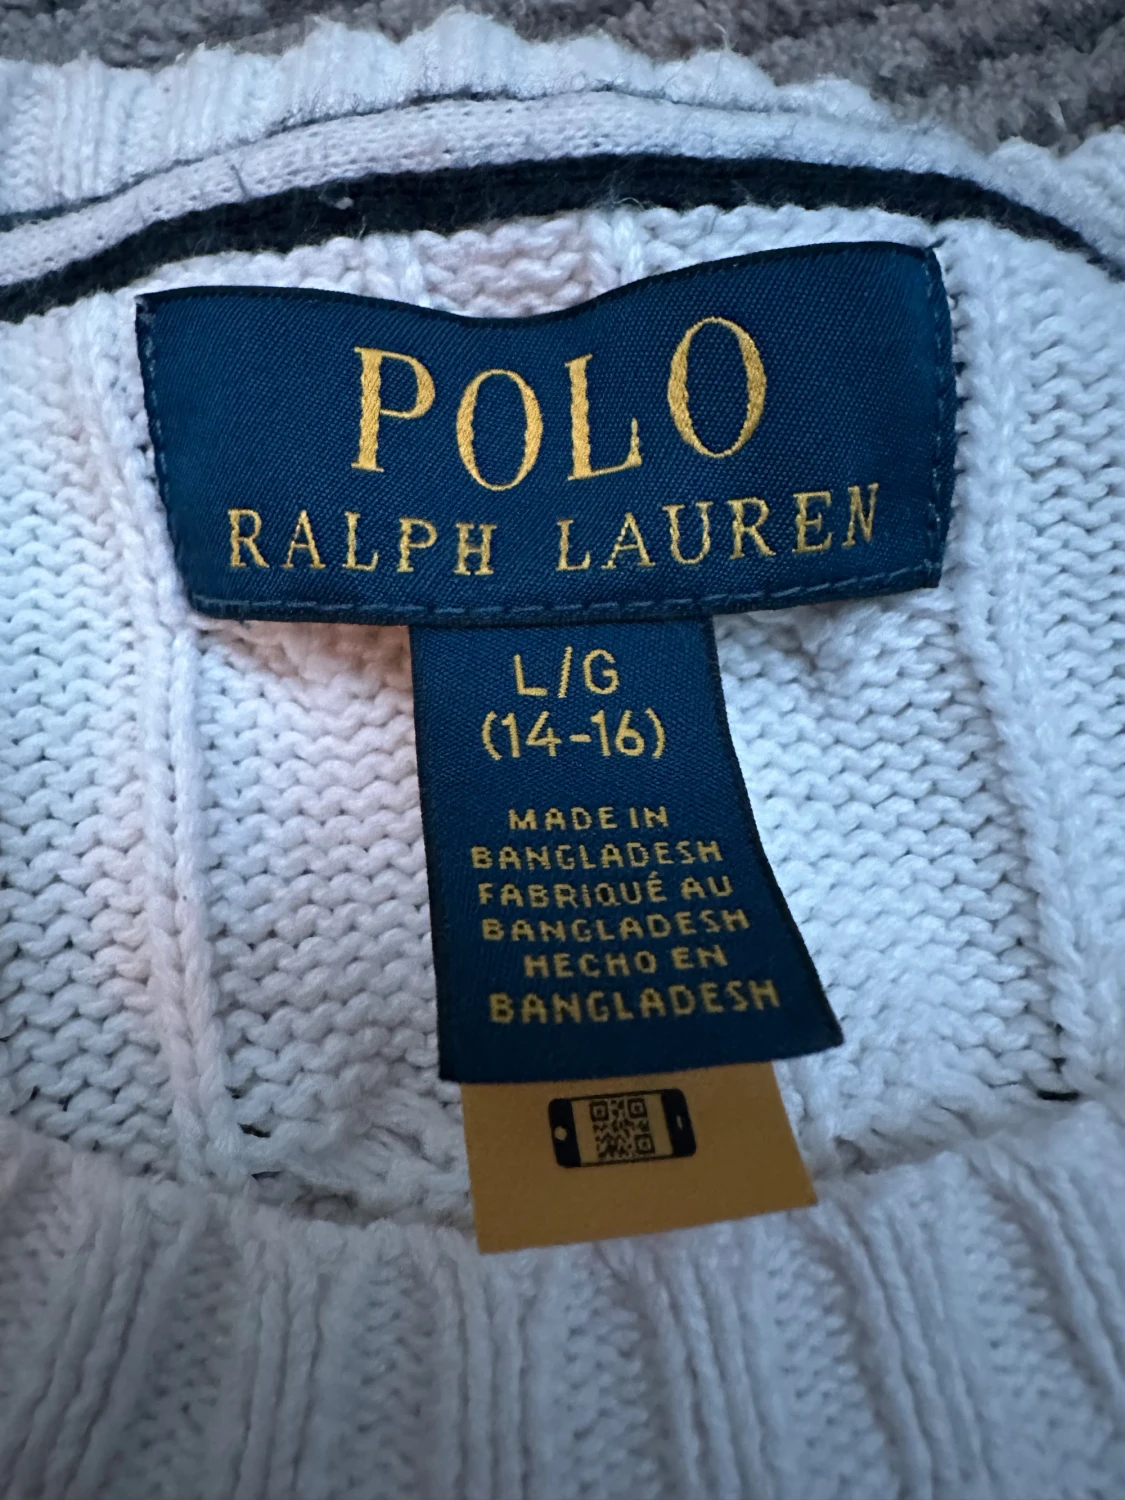 POLO
RALPH LAUREN
L/G
(14-16)
MADE IN
BANGLADESH
FABRIQUÉ AU
BANGLADESH
HECHO EN
BANGLADESH